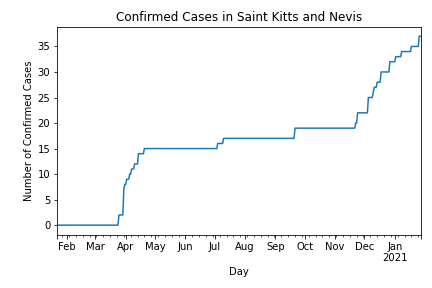 Confirmed Cases in Saint Kitts and Nevis
Number of Confirmed Cases
35
30
25
20
15
10
5
0
Feb Mar Apr May Jun Jul Aug Sep Oct Nov Dec Jan
2021
Day